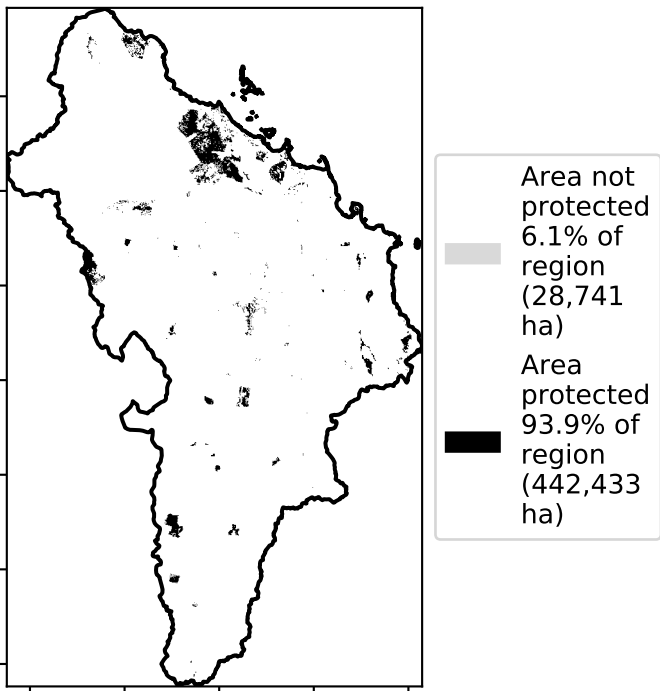 Area not
protected
6.1% of
region
(28,741
ha)
Area
protected
93.9% of
region
(442,433
ha)